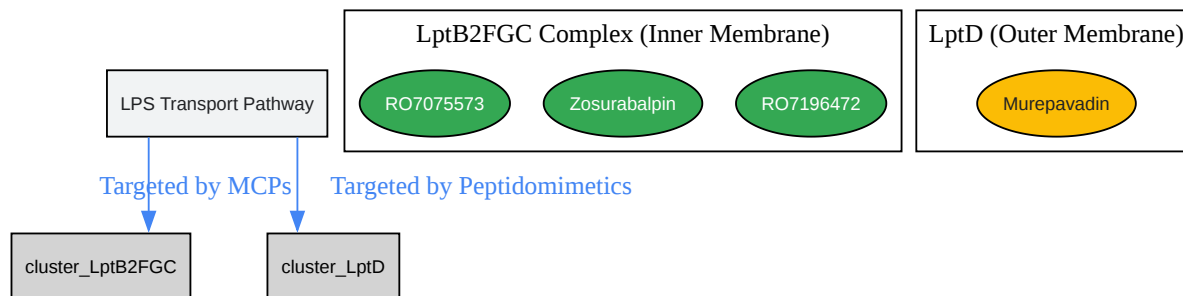 LptB2FGC Complex (Inner Membrane)
LptD (Outer Membrane)
LPS Transport Pathway
RO7075573
Zosurabalpin
RO7196472
Murepavadin
Targeted by MCPs
Targeted by Peptidomimetics
cluster_LptB2FGC
cluster_LptD